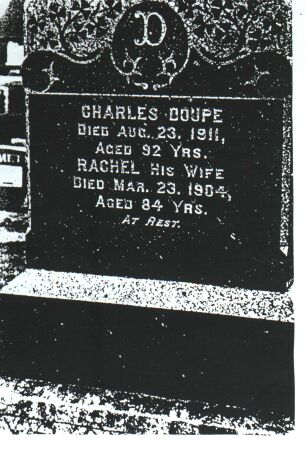 D
CHARLES DOUPE
DIED AUG. 23, 1911,
AGED 92 YRS.
RACHEL HIS WIFE
DIED MAR. 23, 1904,
AGED 84 YRS.
AT REST.